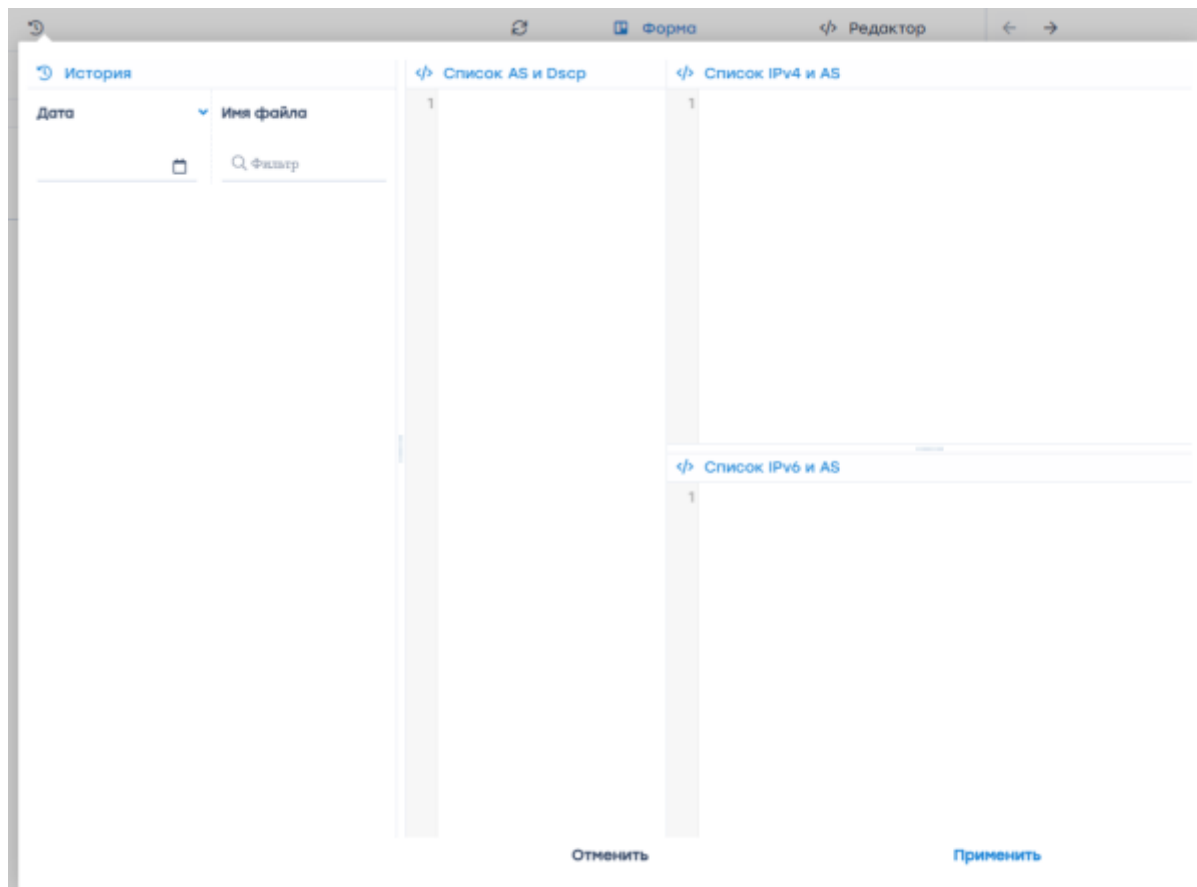 Форма
</> Редактор
История
</> Список AS и Dscp
</> Список IPv4 и AS
Дата
Имя файла
1
1
Фильтр
</> Список IPv6 и AS
1
Отменить
Применить